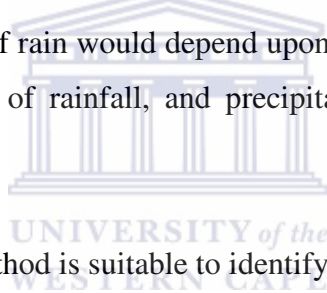 f rain would depend upon
of rainfall, and precipita
UNIVERSITY of the
thod is suitable to identify
WESTERN CAPE